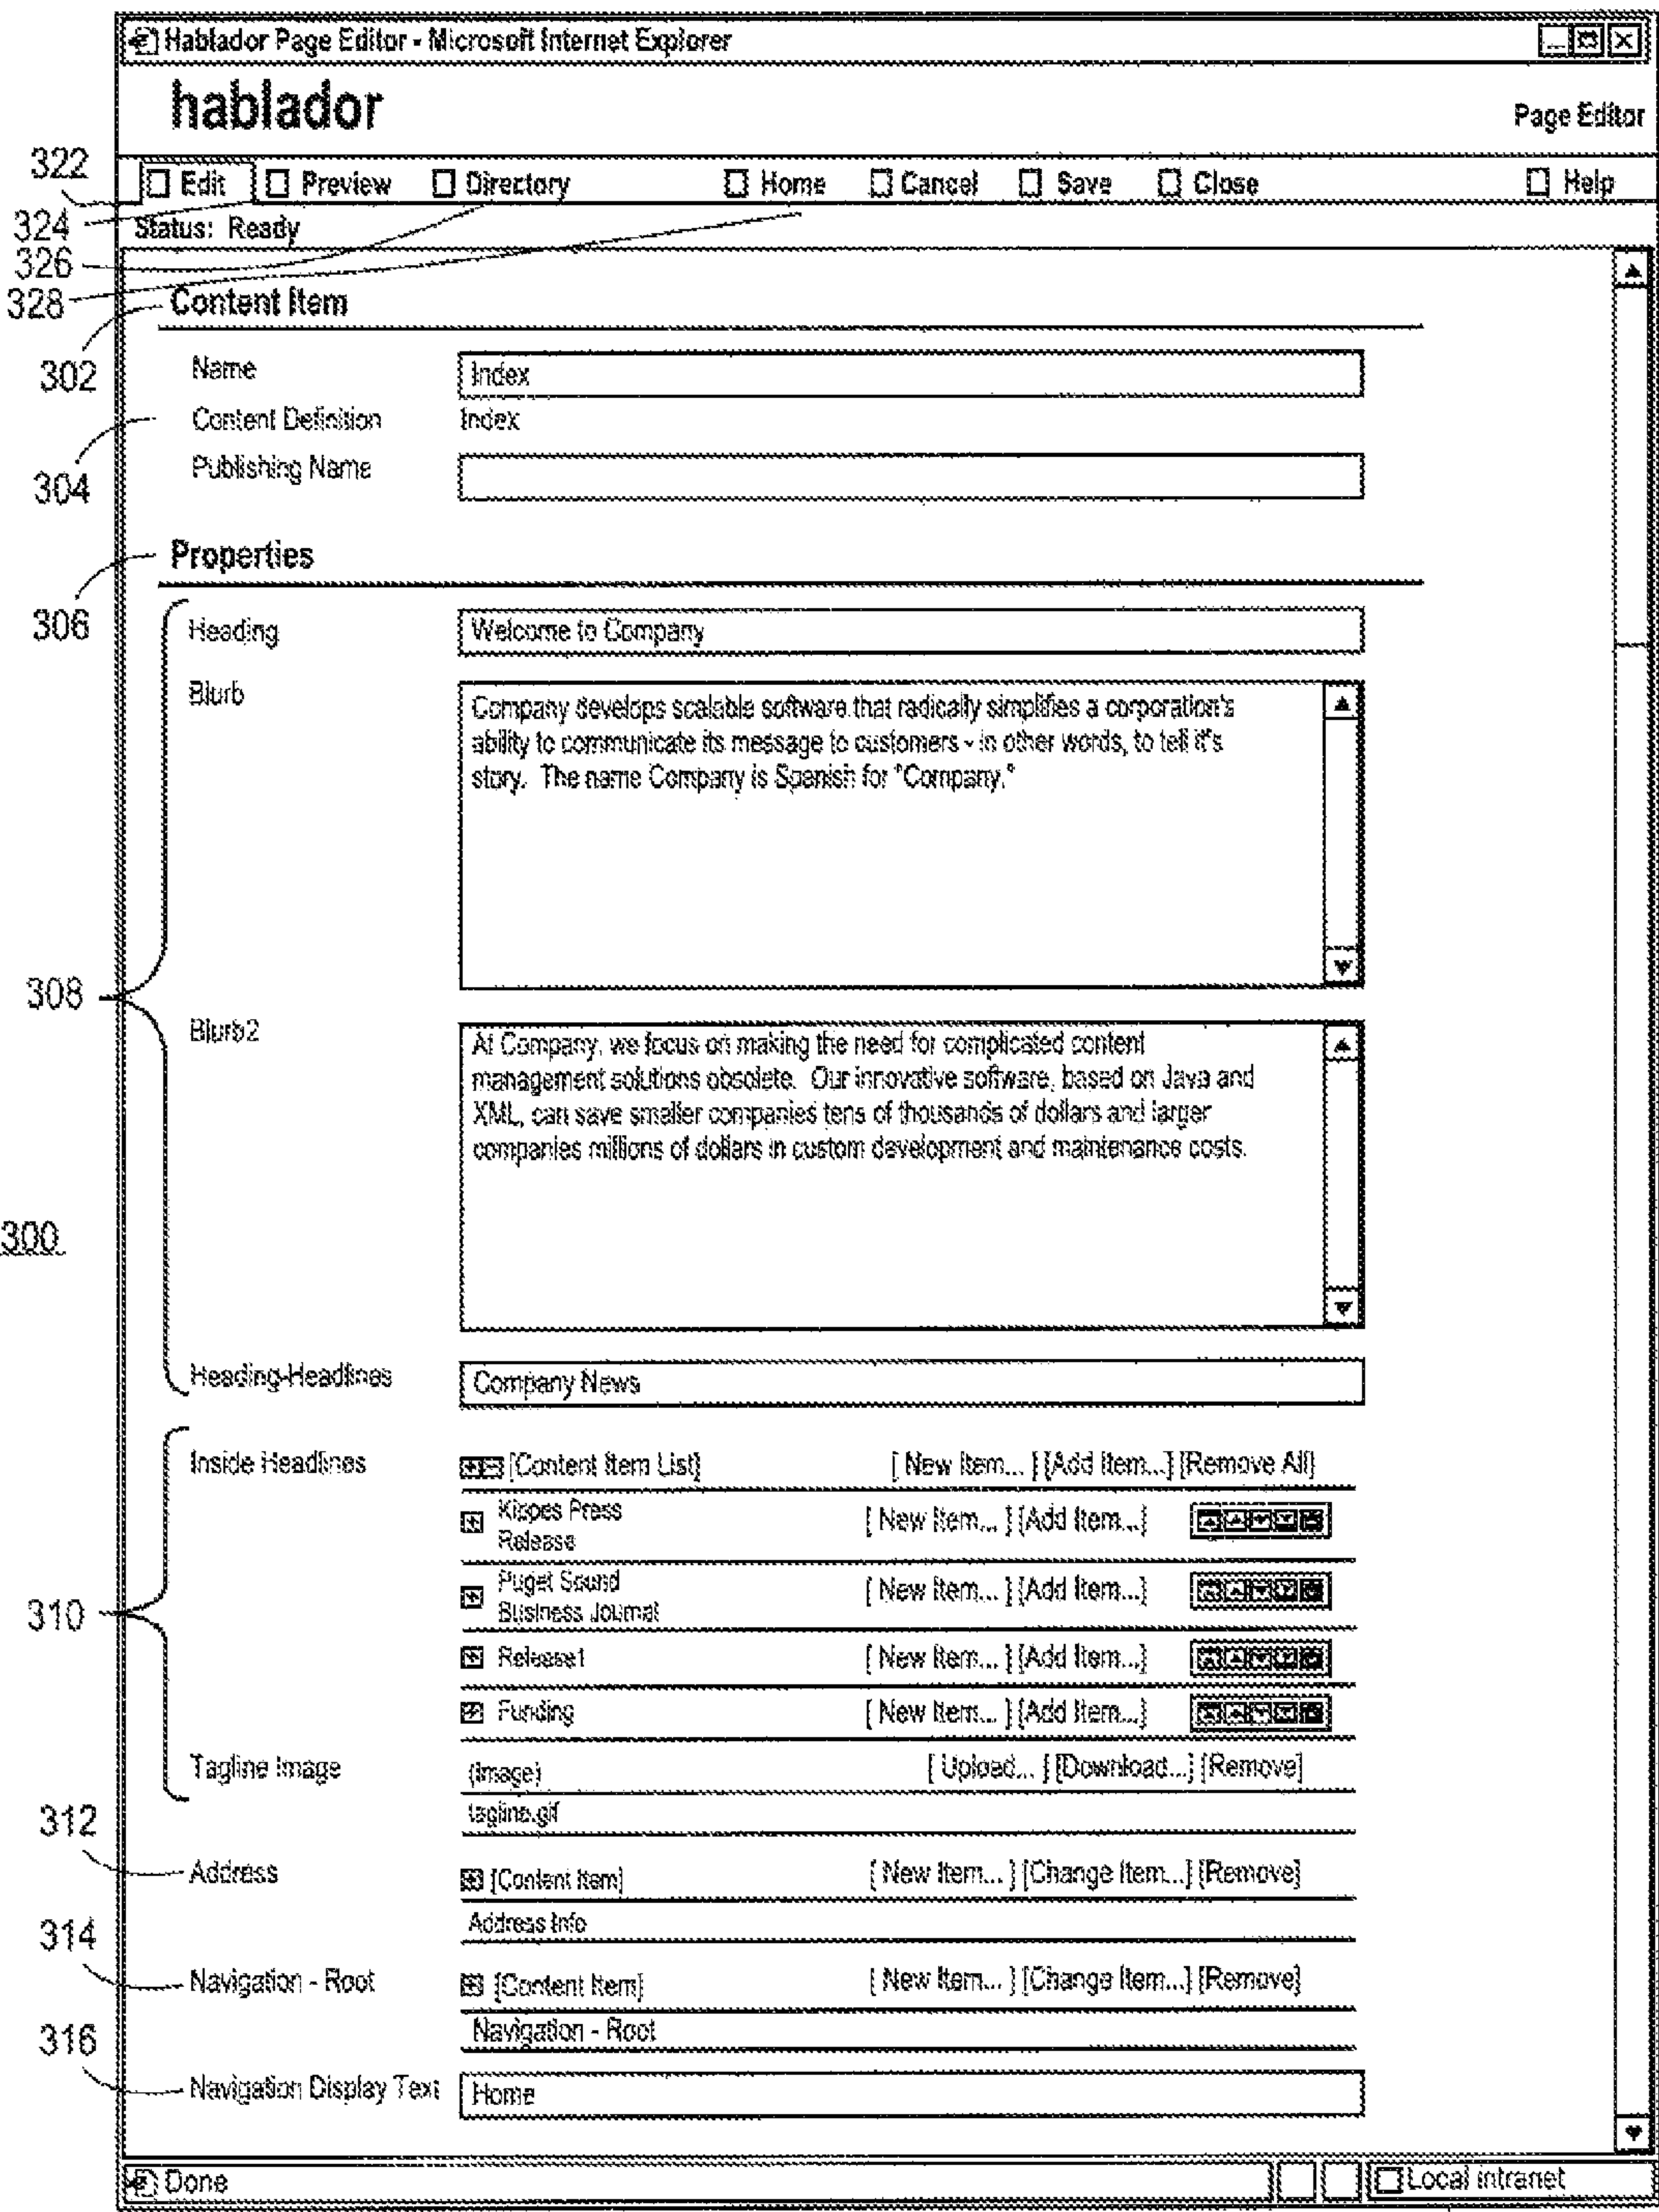 Hablador Page Editor - Microsoft Internet Explorer
hablador
Page Editor
322
Edit Preview Directory Home Cancel Save Close Help
324
Status: Ready
326
328
Content Item
302
Name Index
Content Definition Index
304
Publishing Name
Properties
306
Heading Welcome to Company
Blurb
Company develops scalable software that radically simplifies a corporation's
ability to communicate its message to customers - in other words, to tell it's
story. The name Company is Spanish for "Company."
308
Blurb2
At Company, we focus on making the need for complicated content
management solutions obsolete. Our innovative software, based on Java and
XML, can save smaller companies tens of thousands of dollars and larger
companies millions of dollars in custom development and maintenance costs.
300
Heading-Headlines Company News
Inside Headlines [Content Item List] [ New Item... ] [Add Item...] [Remove All]
Press
Release
[ New Item... ] [Add Item...]
Puget Sound
Business Journal
[ New Item... ] [Add Item...]
310
Release1 [ New Item... ] [Add Item...]
Funding [ New Item... ] [Add Item...]
Tagline Image (Image) [ Upload... ] [Download...] [Remove]
tagline.gif
312
Address [Content Item] [ New Item... ] [Change Item...] [Remove]
Address Info
314
Navigation - Root [Content Item] [ New Item... ] [Change Item...] [Remove]
Navigation - Root
316
Navigation Display Text Home
Done
Local intranet